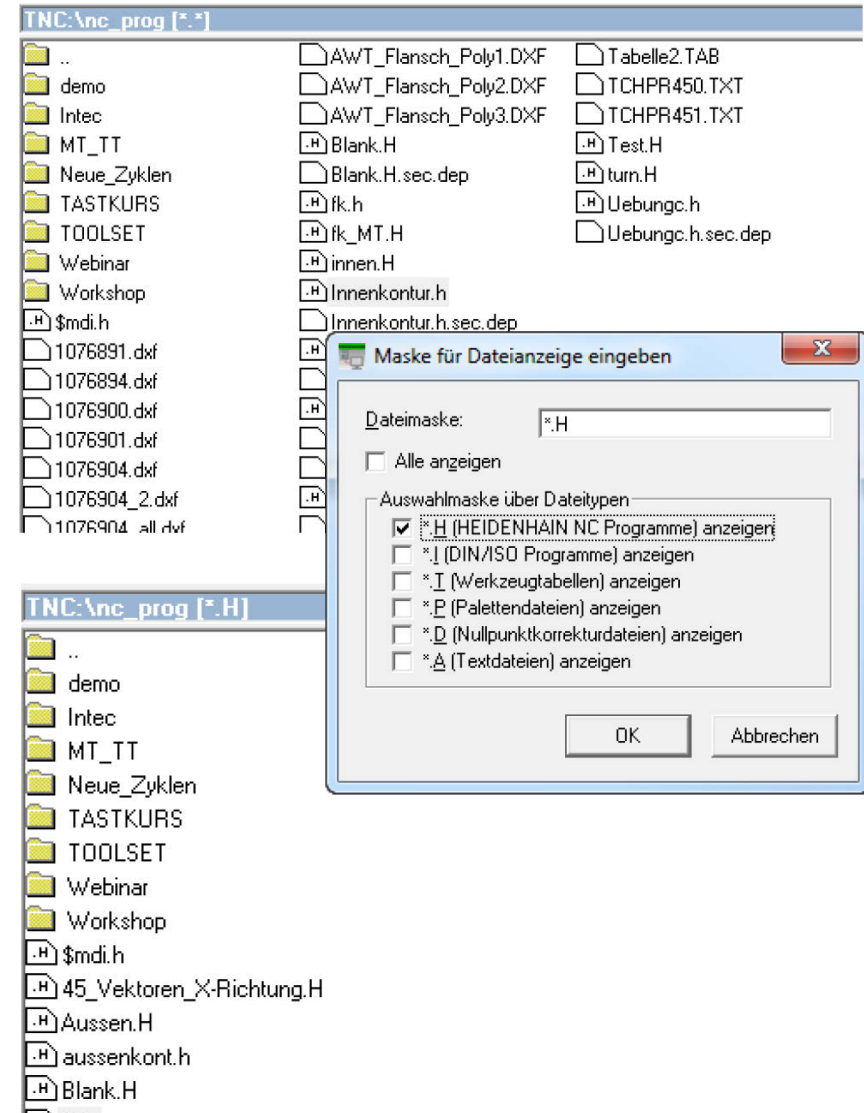 TNC:\nc_prog [*.*]
..
demo
Intec
MT_TT
Neue_Zyklen
TASTKURS
TOOLSET
Webinar
Workshop
.H $mdi.h
1076891.dxf
1076894.dxf
1076900.dxf
1076901.dxf
1076904.dxf
1076904_2.dxf
1076904_all.dxf
AWT_Flansch_Poly1.DXF
AWT_Flansch_Poly2.DXF
AWT_Flansch_Poly3.DXF
.H Blank.H
Blank.H.sec.dep
.H fk.h
.H fk_MT.H
.H innen.H
.H Innenkontur.h
Innenkontur.h.sec.dep
.H
.H
.H
Tabelle2.TAB
TCHPR450.TXT
TCHPR451.TXT
.H Test.H
.H turn.H
.H Uebungc.h
Uebungc.h.sec.dep
Maske für Dateianzeige eingeben
Dateimaske: *.H
Alle anzeigen
Auswahlmaske über Dateitypen
*.H (HEIDENHAIN NC Programme) anzeigen
*.I (DIN/ISO Programme) anzeigen
*.T (Werkzeugtabellen) anzeigen
*.P (Palettendateien) anzeigen
*.D (Nullpunktkorrekturdateien) anzeigen
*.A (Textdateien) anzeigen
OK Abbrechen
TNC:\nc_prog [*.H]
..
demo
Intec
MT_TT
Neue_Zyklen
TASTKURS
TOOLSET
Webinar
Workshop
.H $mdi.h
.H 45_Vektoren_X-Richtung.H
.H Aussen.H
.H aussenkont.h
.H Blank.H